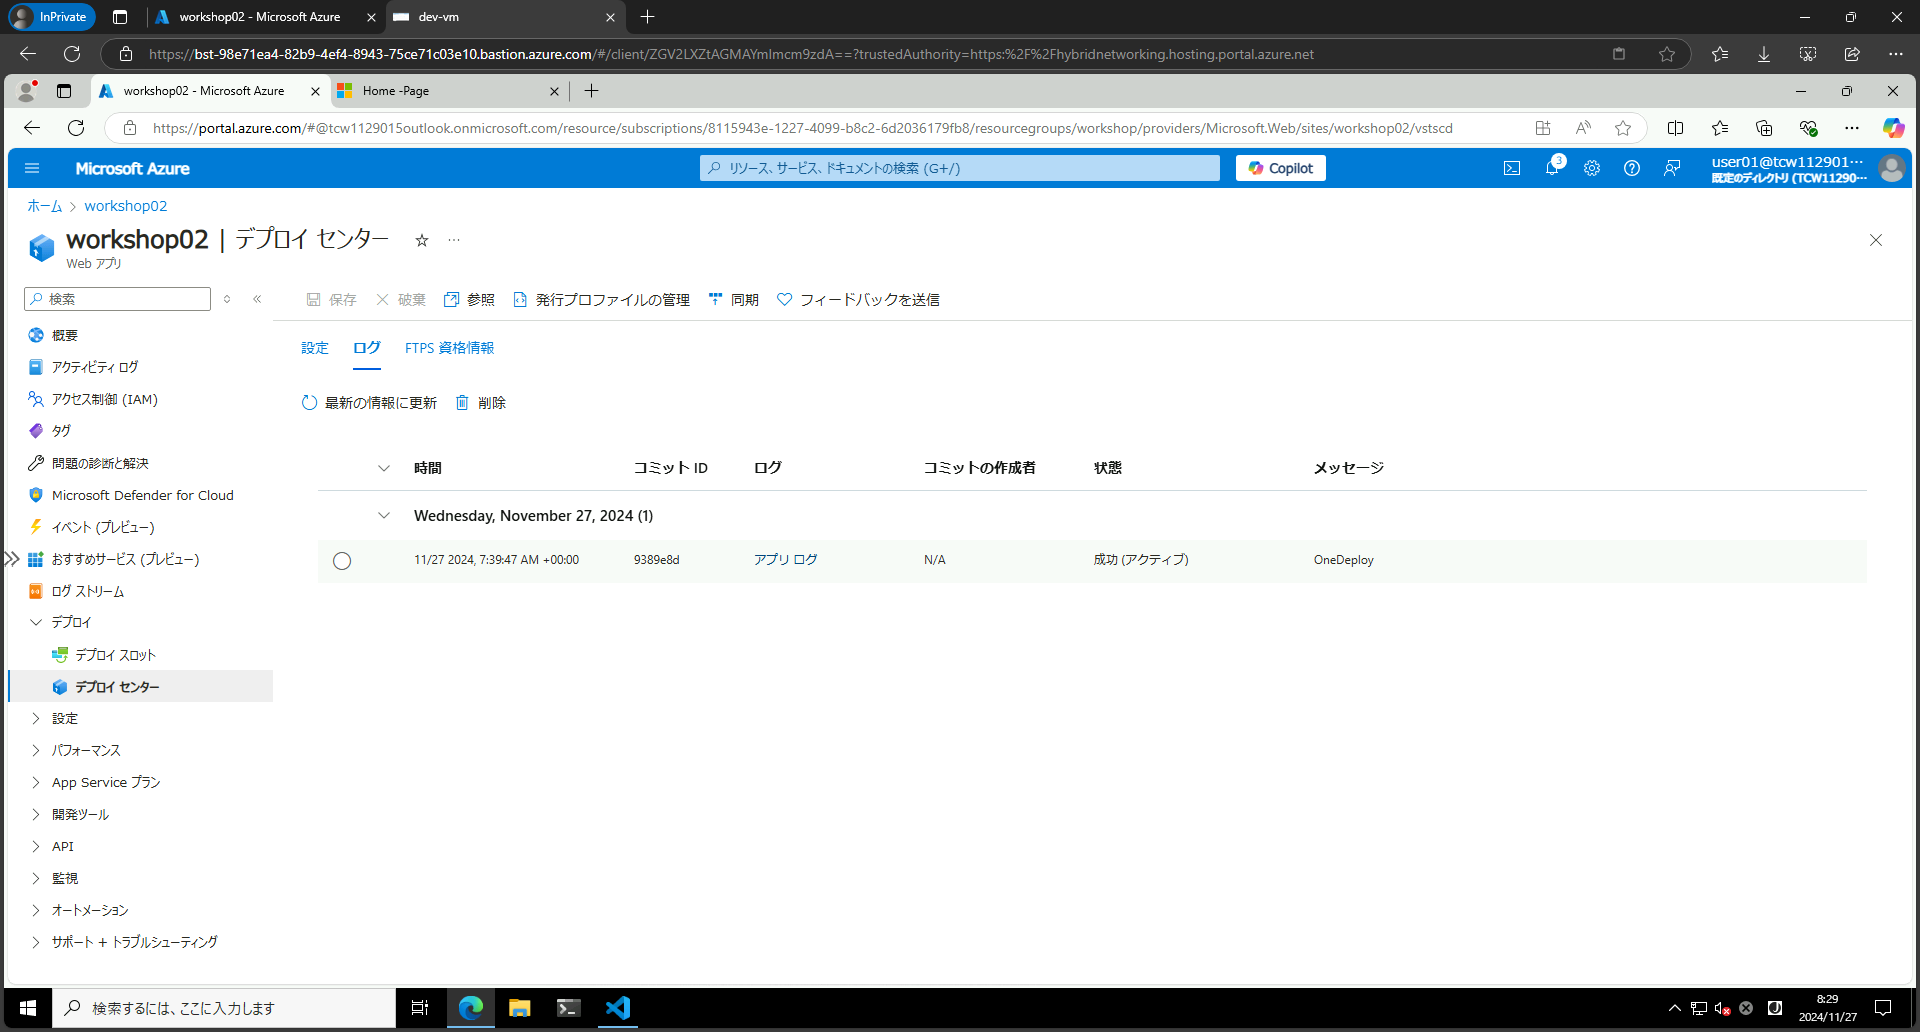 InPrivate
workshop02 - Microsoft Azure
dev-vm
https://bst-98e71ea4-82b9-4ef4-8943-75ce71c03e10.bastion.azure.com/#/client/ZGV2LXZtAGMAYmlmcm9zdA==?trustedAuthority=https:%2F%2Fhybridnetworking.hosting.portal.azure.net
workshop02 - Microsoft Azure
Home -Page
https://portal.azure.com/#@tcw1129015outlook.onmicrosoft.com/resource/subscriptions/8115943e-1227-4099-b8c2-6d2036179fb8/resourcegroups/workshop/providers/Microsoft.Web/sites/workshop02/vstscd
Microsoft Azure
リソース、サービス、ドキュメントの検索 (G+/)
Copilot
3
user01@tcw112901…
既定のディレクトリ (TCW11290…
ホーム > workshop02
workshop02 | デプロイ センター
Web アプリ
検索
保存
破棄
参照
発行プロファイルの管理
同期
フィードバックを送信
概要
アクティビティ ログ
アクセス制御 (IAM)
タグ
問題の診断と解決
Microsoft Defender for Cloud
イベント (プレビュー)
おすすめサービス (プレビュー)
ログ ストリーム
デプロイ
デプロイ スロット
デプロイ センター
設定
パフォーマンス
App Service プラン
開発ツール
API
監視
オートメーション
サポート + トラブルシューティング
設定
ログ
FTPS 資格情報
最新の情報に更新
削除
時間 コミット ID ログ コミットの作成者 状態 メッセージ
Wednesday, November 27, 2024 (1)
11/27 2024, 7:39:47 AM +00:00 9389e8d アプリ ログ N/A 成功 (アクティブ) OneDeploy
検索するには、ここに入力します
8:29
2024/11/27